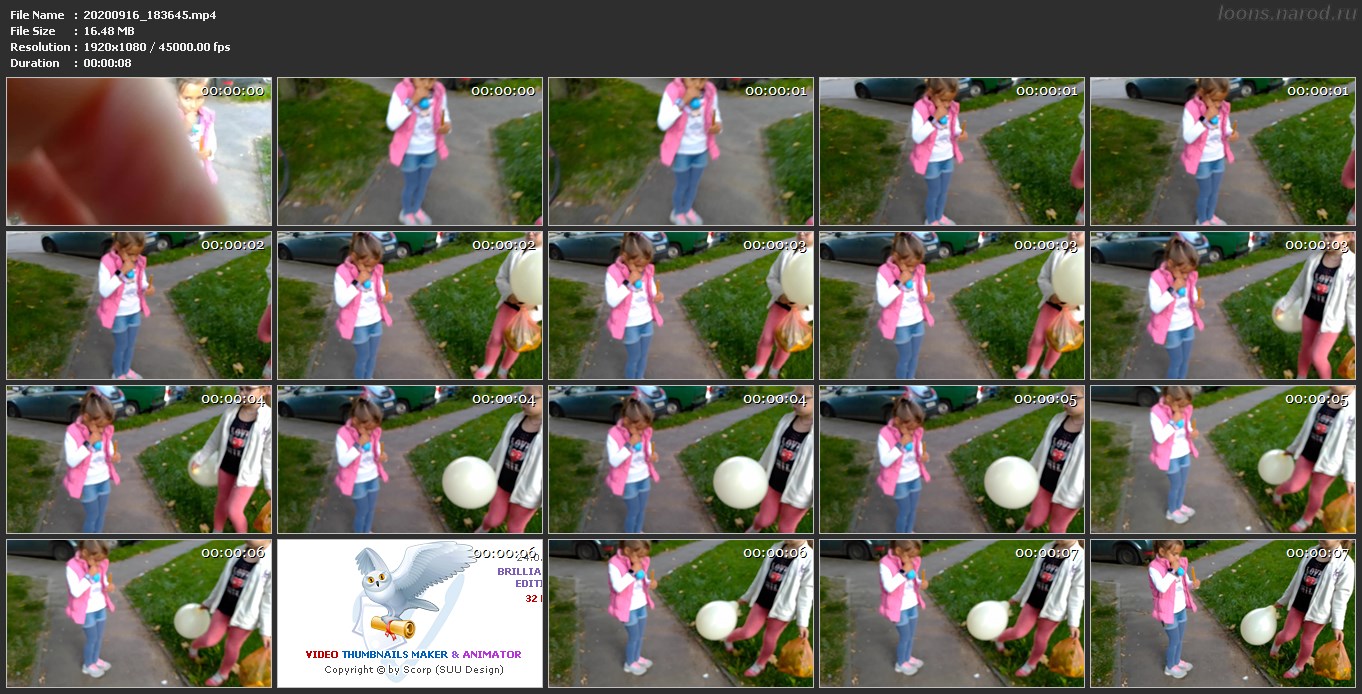 File Name : 20200916_183645.mp4
File Size : 16.48 MB
Resolution : 1920x1080 / 45000.00 fps
Duration : 00:00:08
loons.narod.ru
00:00:00
00:00:00
00:00:01
00:00:01
00:00:01
00:00:02
00:00:02
00:00:03
00:00:03
00:00:03
00:00:04
00:00:04
00:00:04
00:00:05
00:00:05
00:00:06
00:00:06
BRILLIA
EDITI
32
VIDEO THUMBNAILS MAKER & ANIMATOR
Copyright © by Scorp (SUU Design)
00:00:06
00:00:07
00:00:07